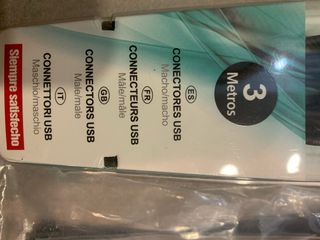 3
Metros
ES
CONECTORES USB
Macho/macho
FR
CONNECTEURS USB
Mâle/mâle
GB
CONNECTORS USB
Male/male
IT
CONNETTORI USB
Maschio/maschio
Siempre satisfecho